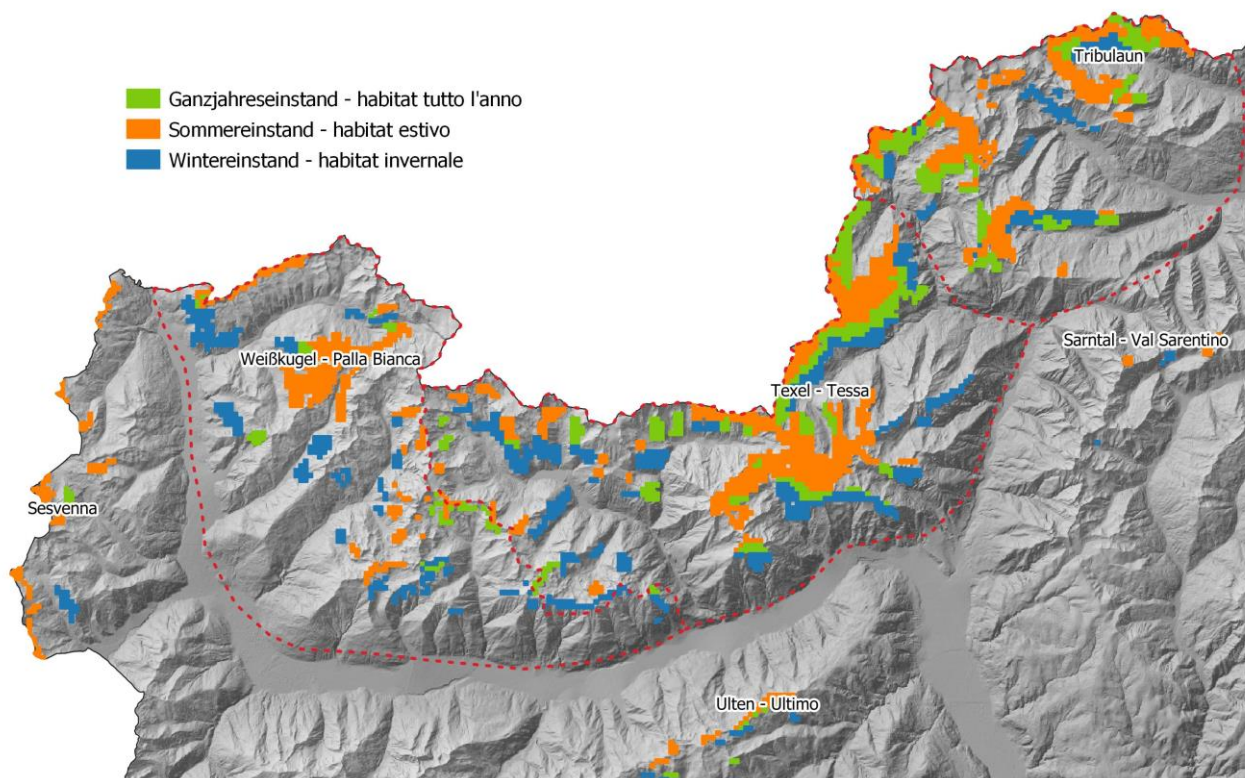 Tribulaun
Ganzjahreseinstand - habitat tutto l'anno
Sommereinstand - habitat estivo
Wintereinstand - habitat invernale
Sarntal - Val Sarentino
Weißkugel - Palla Bianca
Texel - Tessa
Sesvenna
Ulten - Ultimo